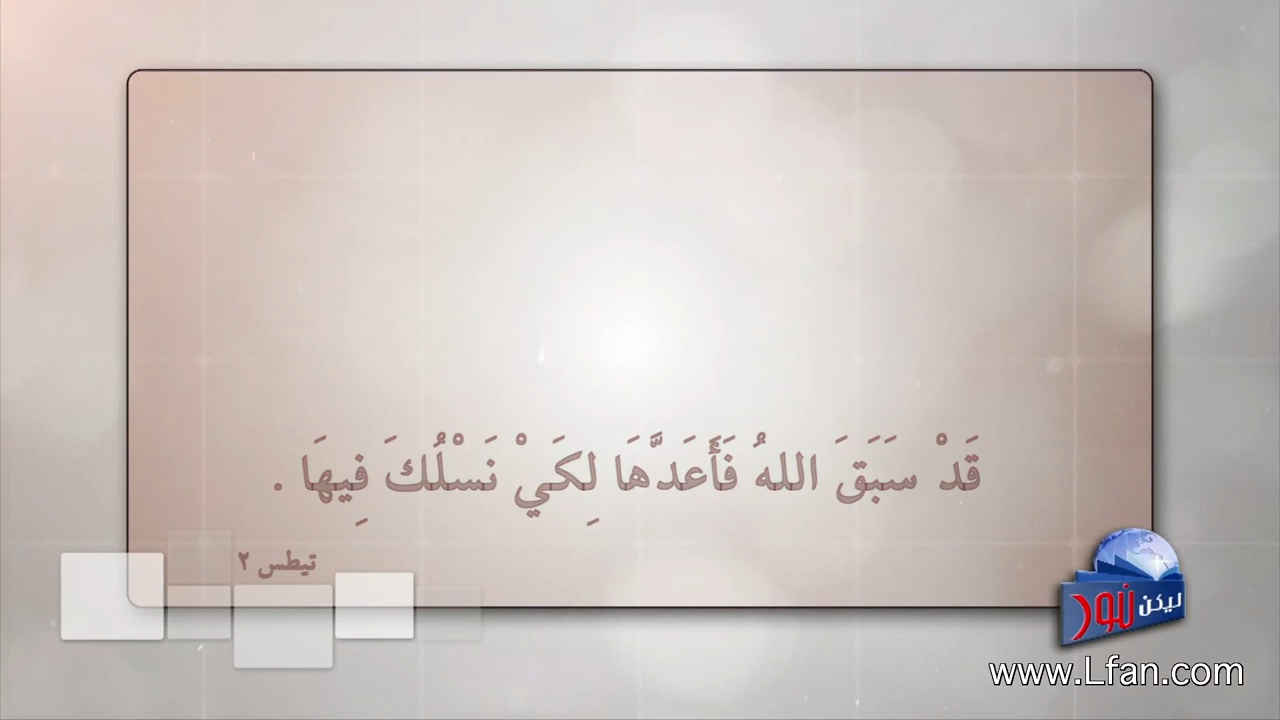 قَدْ سَبَقَ اللهُ فَأَعَدَّهَا لِكَيْ نَسْلُكَ فِيهَا .
تيطس ٢
ليكن نور
www.Lfan.com